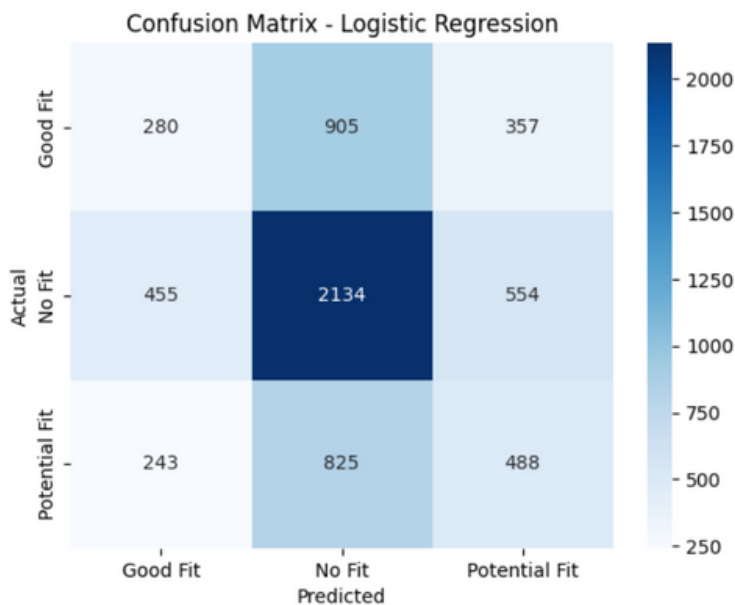 Confusion Matrix - Logistic Regression
Good Fit
280 905 357
Actual
No Fit
455 2134 554
Potential Fit
243 825 488
Good Fit No Fit Potential Fit
Predicted
2000
1750
1500
1250
1000
750
500
250